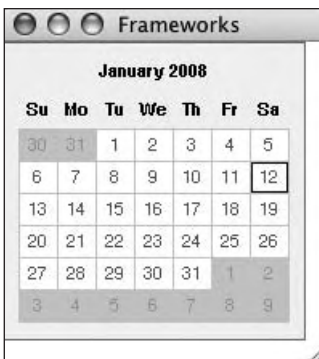 Frameworks
January 2008
Su Mo Tu We Th Fr Sa
30 31 1 2 3 4 5
6 7 8 9 10 11 12
13 14 15 16 17 18 19
20 21 22 23 24 25 26
27 28 29 30 31 1 2
3 4 5 6 7 8 9